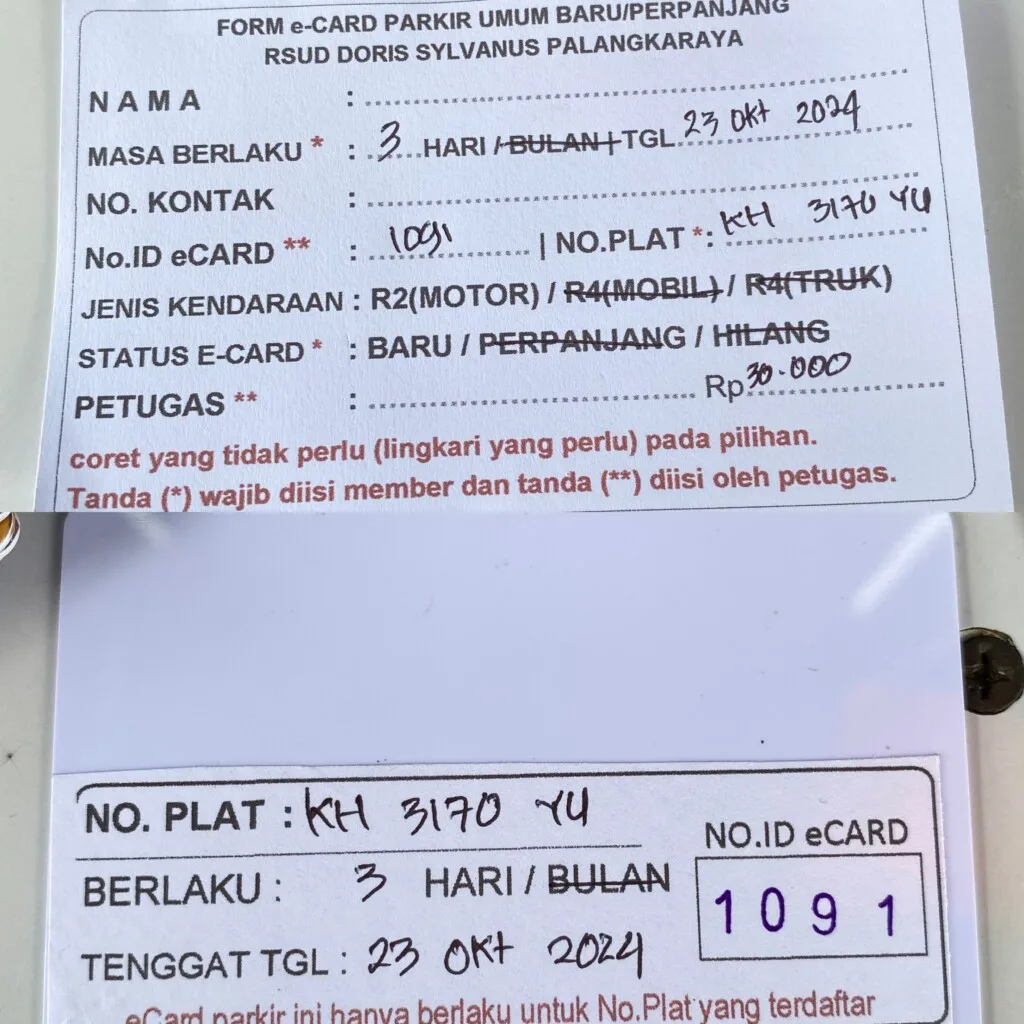 FORM e-CARD PARKIR UMUM BARU/PERPANJANG
RSUD DORIS SYLVANUS PALANGKARAYA
NAMA :
MASA BERLAKU * : 3 HARI / BULAN | TGL 23 Okt 2024
NO. KONTAK :
No.ID eCARD ** : 1091 | NO.PLAT *: KH 3170 YU
JENIS KENDARAAN : R2(MOTOR) / R4(MOBIL) / R4(TRUK)
STATUS E-CARD * : BARU / PERPANJANG / HILANG
PETUGAS ** : Rp 30.000
coret yang tidak perlu (lingkari yang perlu) pada pilihan.
Tanda (*) wajib diisi member dan tanda (**) diisi oleh petugas.
NO. PLAT : KH 3170 YU
NO.ID eCARD
BERLAKU : 3 HARI / BULAN
1091
TENGGAT TGL : 23 Okt 2024
eCard parkir ini hanya berlaku untuk No.Plat yang terdaftar